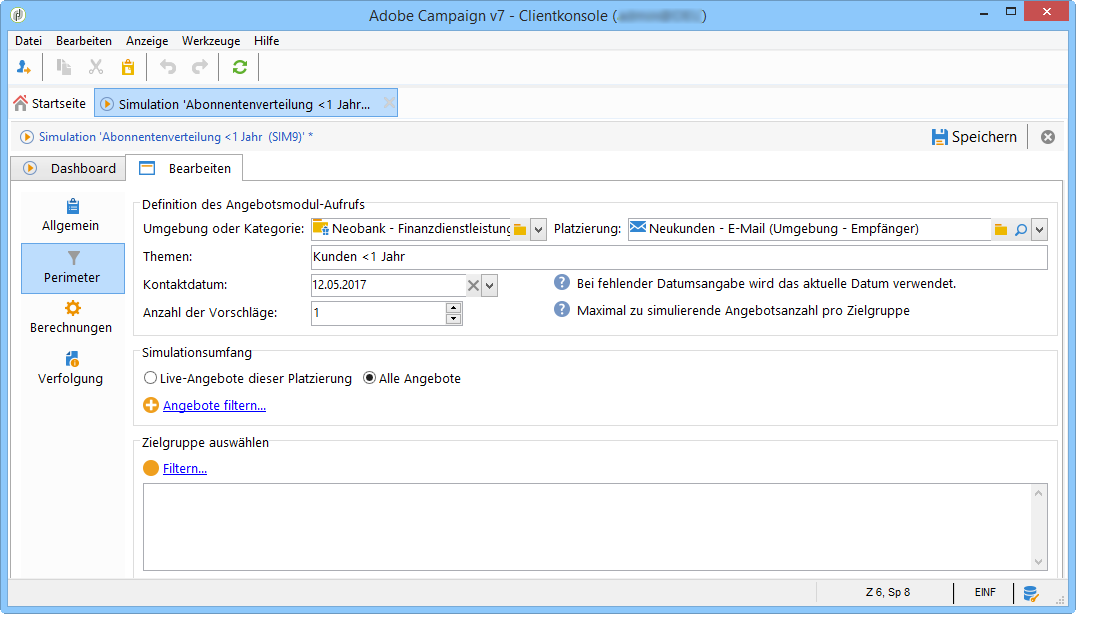 Adobe Campaign v7 - Clientkonsole ( )
Datei Bearbeiten Anzeige Werkzeuge Hilfe
Startseite Simulation 'Abonnentenverteilung <1 Jahr...
Simulation 'Abonnentenverteilung <1 Jahr (SIM9)' * Speichern
Dashboard Bearbeiten
Allgemein
Perimeter
Berechnungen
Verfolgung
Definition des Angebotsmodul-Aufrufs
Umgebung oder Kategorie: Neobank - Finanzdienstleistung Platzierung: Neukunden - E-Mail (Umgebung - Empfänger)
Themen: Kunden <1 Jahr
Kontaktdatum: 12.05.2017 Bei fehlender Datumsangabe wird das aktuelle Datum verwendet.
Anzahl der Vorschläge: 1 Maximal zu simulierende Angebotsanzahl pro Zielgruppe
Simulationsumfang
Live-Angebote dieser Platzierung Alle Angebote
Angebote filtern...
Zielgruppe auswählen
Filtern...
Z 6, Sp 8 EINF